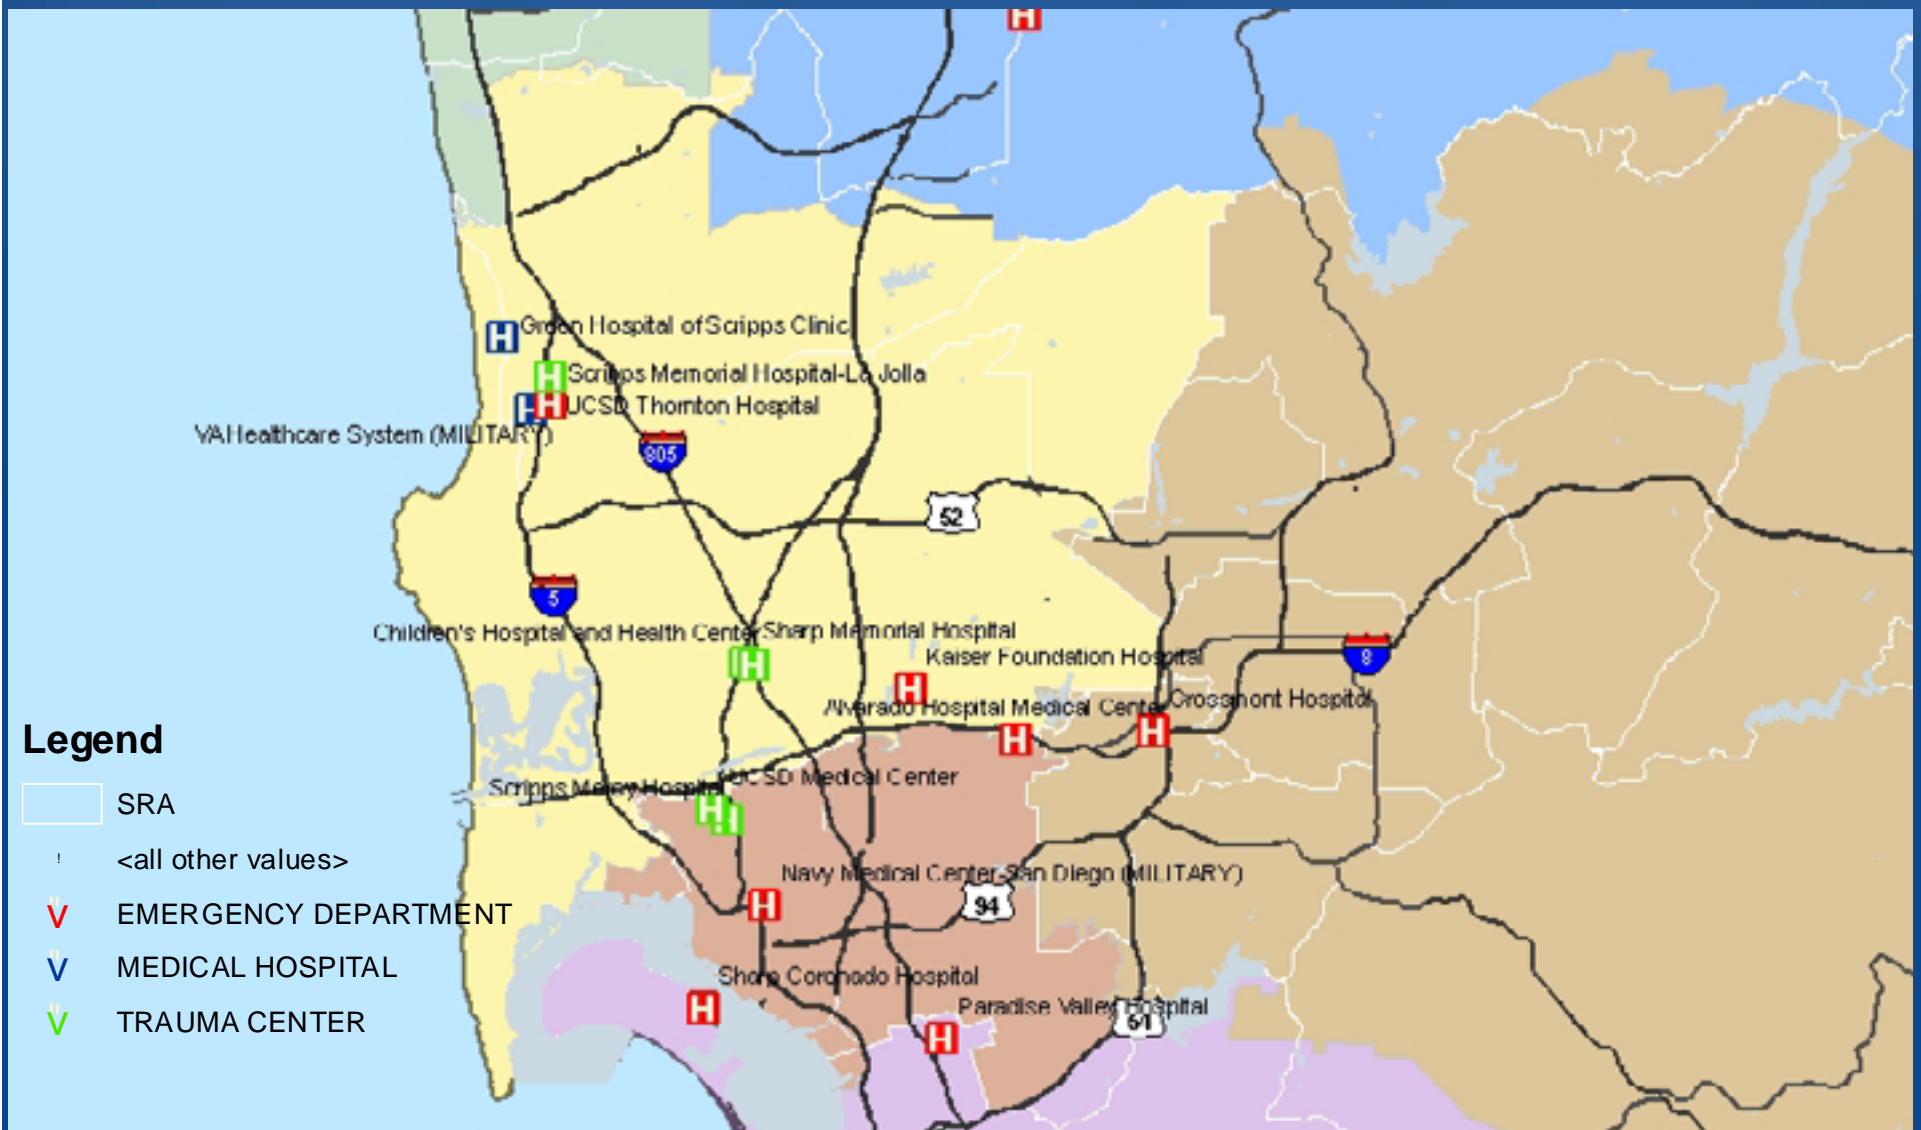 H
Green Hospital of Scripps Clinic
H
Scripps Memorial Hospital-La Jolla
H
H
H
UCSD Thornton Hospital
VA Healthcare System (MILITARY)
805
52
5
Children's Hospital and Health Center
Sharp Memorial Hospital
H
Kaiser Foundation Hospital
H
Grossmont Hospital
8
Alvarado Hospital Medical Center
H
H
UCSD Medical Center
Scripps Mercy Hospital
H
H
Navy Medical Center-San Diego (MILITARY)
H
94
Sharp Coronado Hospital
H
Paradise Valley Hospital
H
Legend
SRA
! <all other values>
V EMERGENCY DEPARTMENT
V MEDICAL HOSPITAL
V TRAUMA CENTER